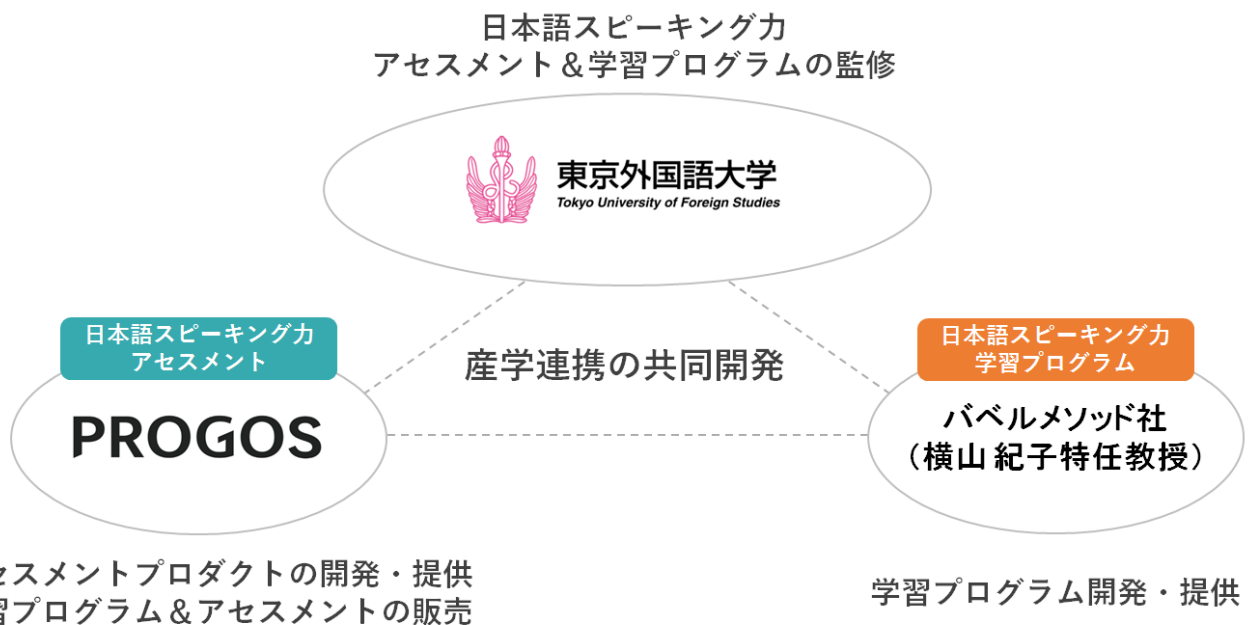 日本語スピーキング力
アセスメント＆学習プログラムの監修
東京外国語大学
Tokyo University of Foreign Studies
日本語スピーキング力
アセスメント
PROGOS
産学連携の共同開発
日本語スピーキング力
学習プログラム
バベルメソッド社
（横山 紀子特任教授）
セスメントプロダクトの開発・提供
習プログラム＆アセスメントの販売
学習プログラム開発・提供